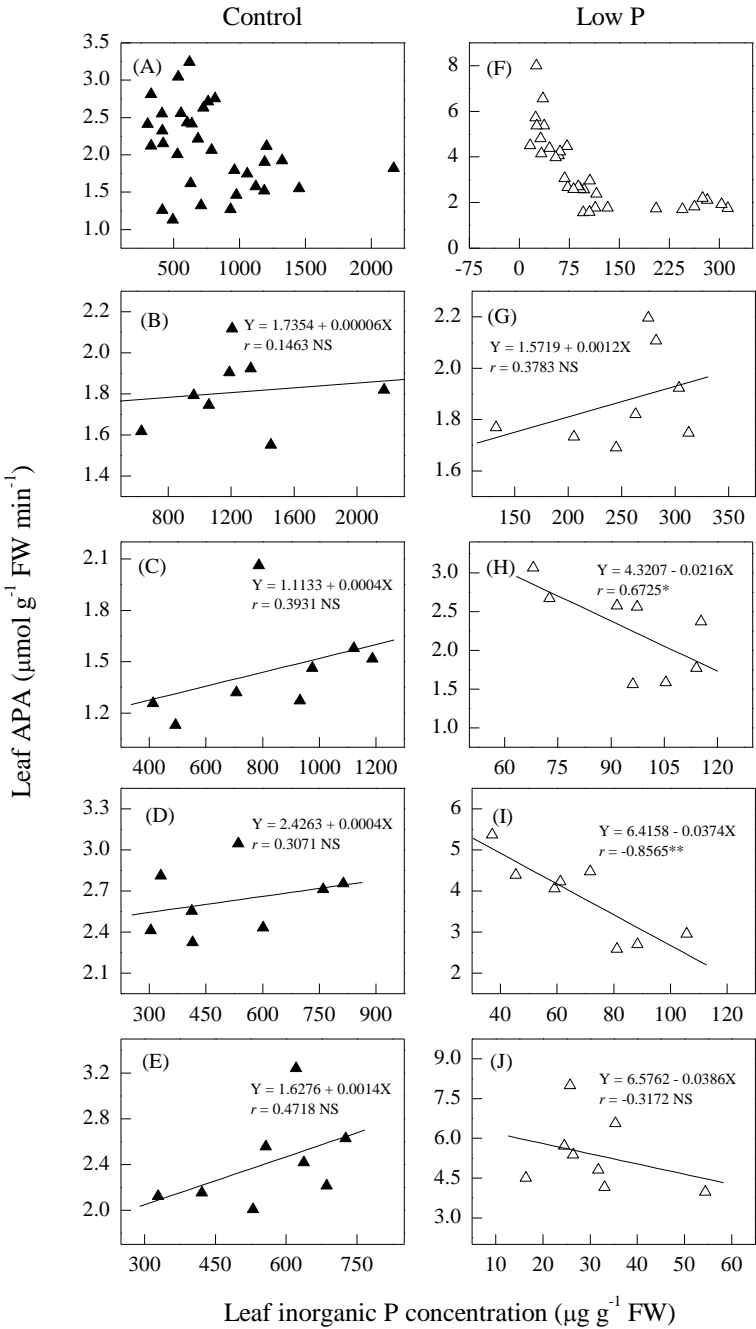 Control Low P
(A)
3.5
3.0
2.5
2.0
1.5
1.0
500 1000 1500 2000
(F)
8
6
4
2
0
-75 0 75 150 225 300
(B)
Y = 1.7354 + 0.00006X
r = 0.1463 NS
2.2
2.0
1.8
1.6
1.4
800 1200 1600 2000
(G)
Y = 1.5719 + 0.0012X
r = 0.3783 NS
2.2
2.0
1.8
1.6
150 200 250 300 350
(C)
Y = 1.1133 + 0.0004X
r = 0.3931 NS
2.1
1.8
1.5
1.2
0.9
400 600 800 1000 1200
(H)
Y = 4.3207 - 0.0216X
r = 0.6725*
3.0
2.5
2.0
1.5
1.0
60 75 90 105 120
(D)
Y = 2.4263 + 0.0004X
r = 0.3071 NS
3.3
3.0
2.7
2.4
2.1
300 450 600 750 900
(I)
Y = 6.4158 - 0.0374X
r = -0.8565**
6
5
4
3
2
40 60 80 100 120
(E)
Y = 1.6276 + 0.0014X
r = 0.4718 NS
3.2
2.8
2.4
2.0
300 450 600 750
(J)
Y = 6.5762 - 0.0386X
r = -0.3172 NS
9.0
7.5
6.0
4.5
3.0
10 20 30 40 50 60
Leaf APA (μmol g⁻¹ FW min⁻¹)
Leaf inorganic P concentration (μg g⁻¹ FW)